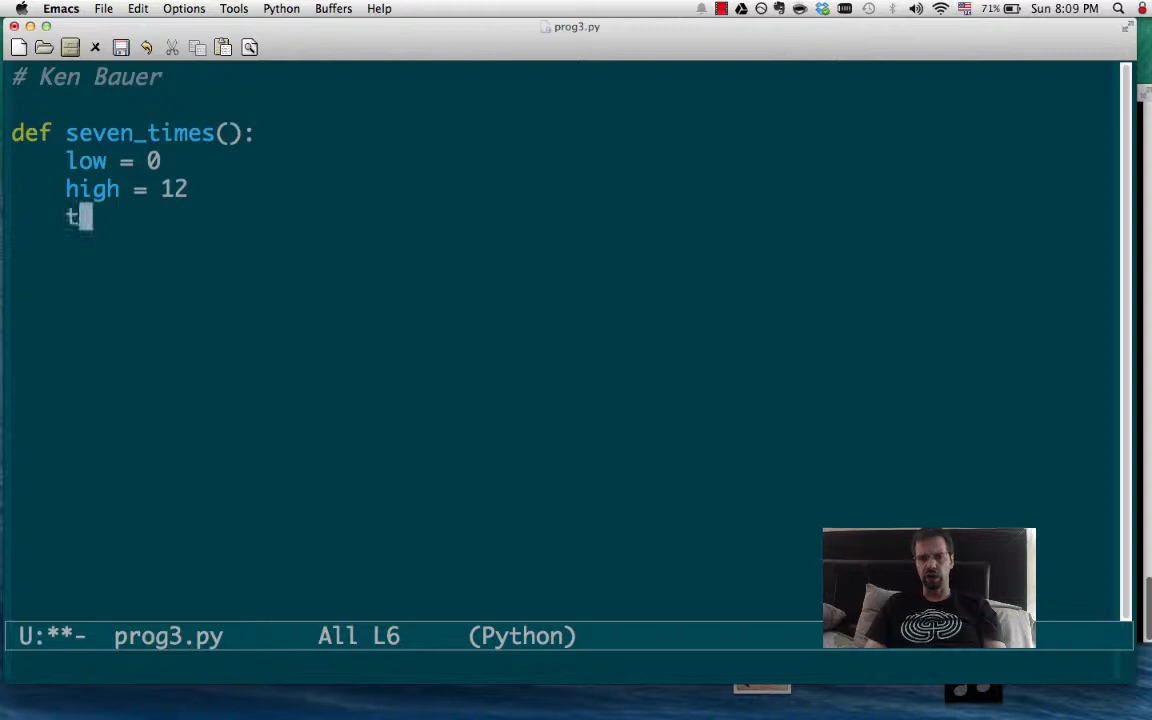 Emacs File Edit Options Tools Python Buffers Help 71% Sun 8:09 PM
prog3.py
# Ken Bauer
def seven_times():
low = 0
high = 12
t
U:**- prog3.py All L6 (Python)